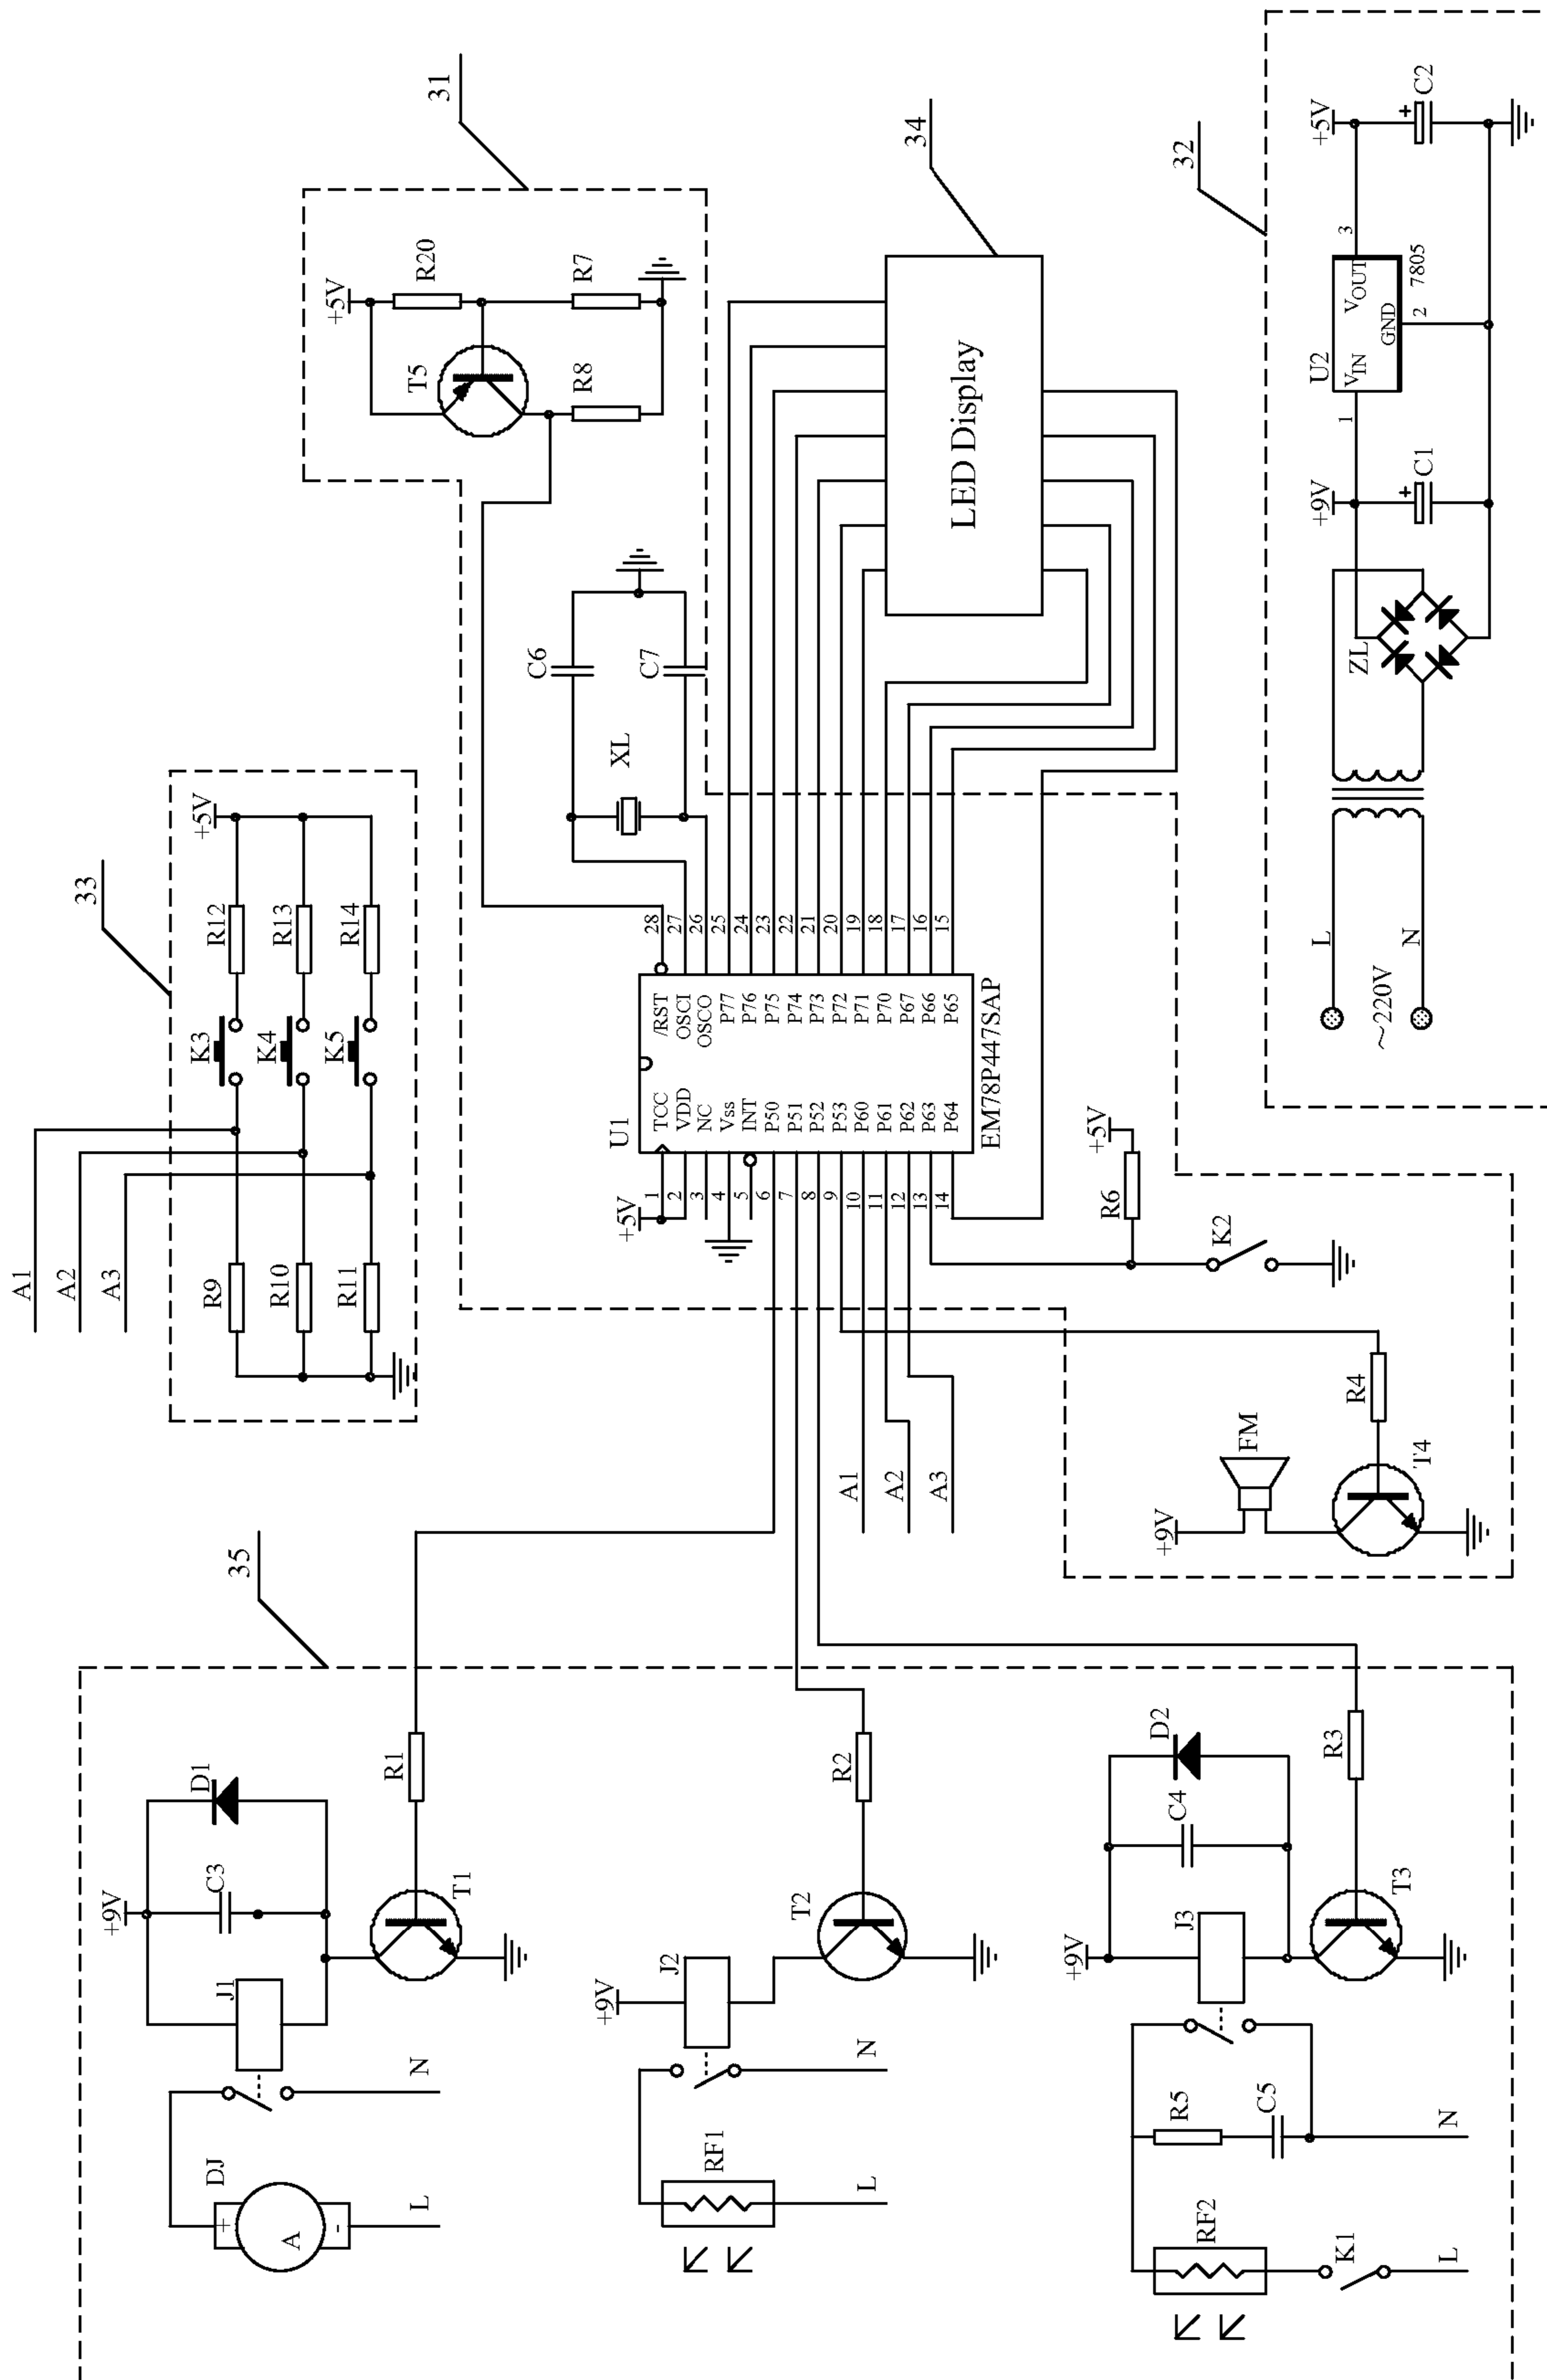 35
DJ
+
A
-
L
N
J1
+9V
C3
D1
T1
R1
RF1
L
N
J2
+9V
T2
R2
RF2
K1
L
R5
C5
N
J3
+9V
C4
D2
T3
R3
33
A1
A2
A3
R9
R10
R11
K3
K4
K5
R12
R13
R14
+5V
A1
A2
A3
+9V
FM
T4
R4
K2
R6
+5V
+5V
U1
1 TCC
2 VDD
3 NC
4 Vss
5 INT
6 P50
7 P51
8 P52
9 P53
10 P60
11 P61
12 P62
13 P63
14 P64
/RST 28
OSCI 27
OSCO 26
P77 25
P76 24
P75 23
P74 22
P73 21
P72 20
P71 19
P70 18
P67 17
P66 16
P65 15
EM78P447SAP
XL
C6
C7
31
+5V
T5
R20
R8
R7
34
LED Display
32
L
~220V
N
ZL
+9V
C1
+
U2
1
VIN
VOUT
GND
2
3
7805
+5V
C2
+